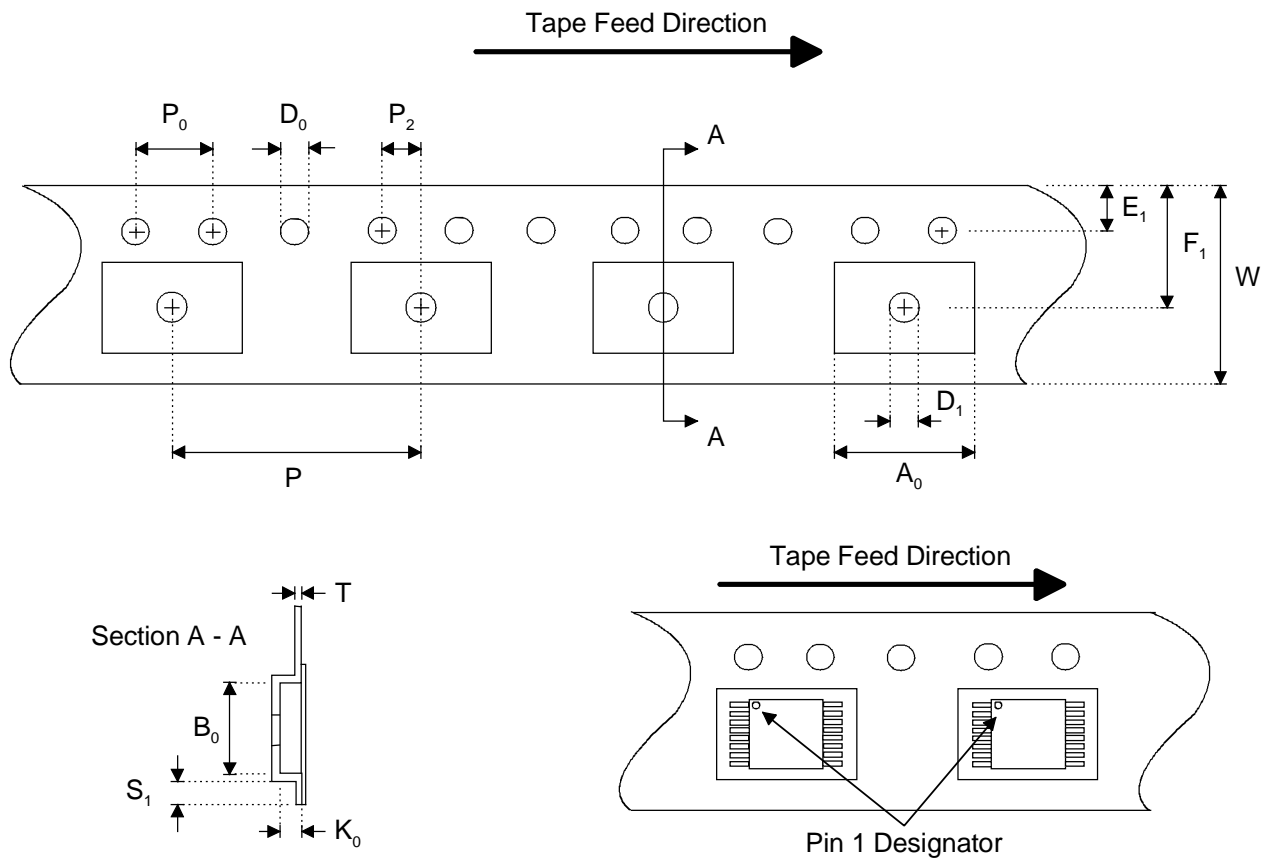 Tape Feed Direction
P0
D0
P2
A
E1
F1
W
D1
A
P
A0
Tape Feed Direction
T
Section A - A
B0
S1
K0
Pin 1 Designator